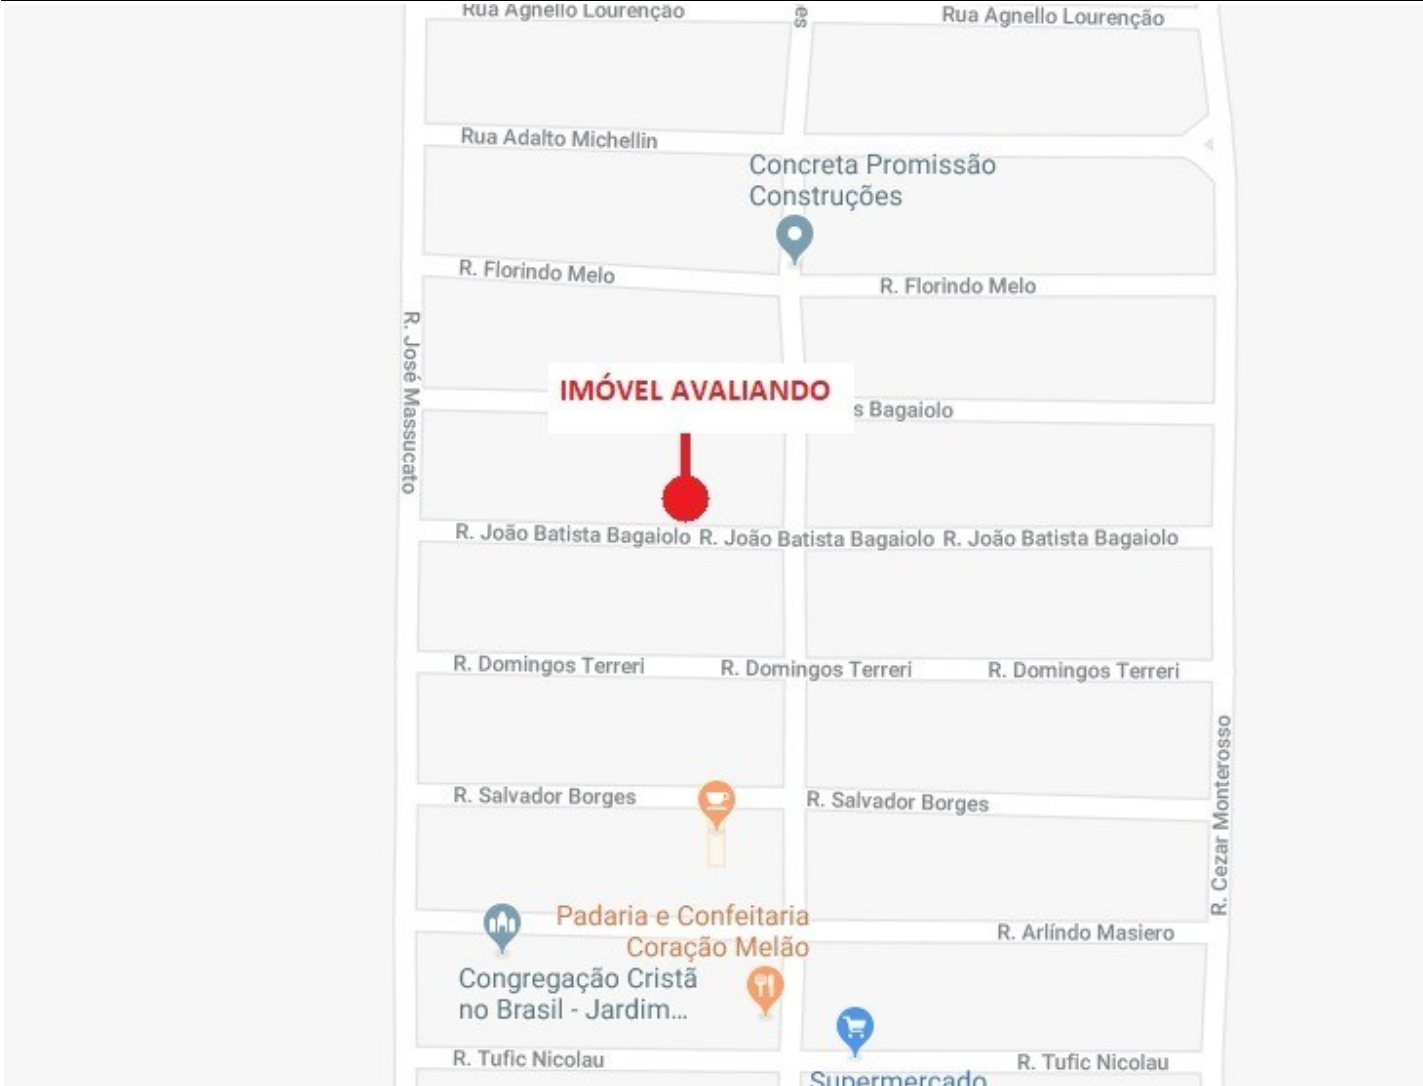 Rua Agnello Lourenção
es
Rua Agnello Lourenção
Rua Adalto Michellin
Concreta Promissão
Construções
R. Florindo Melo
R. Florindo Melo
R. José Massucato
IMÓVEL AVALIANDO
s Bagaiolo
R. João Batista Bagaiolo
R. João Batista Bagaiolo
R. João Batista Bagaiolo
R. Domingos Terreri
R. Domingos Terreri
R. Domingos Terreri
R. Salvador Borges
R. Salvador Borges
R. Cezar Monterosso
Padaria e Confeitaria
Coração Melão
R. Arlíndo Masiero
Congregação Cristã
no Brasil - Jardim...
R. Tufic Nicolau
R. Tufic Nicolau
Supermercado